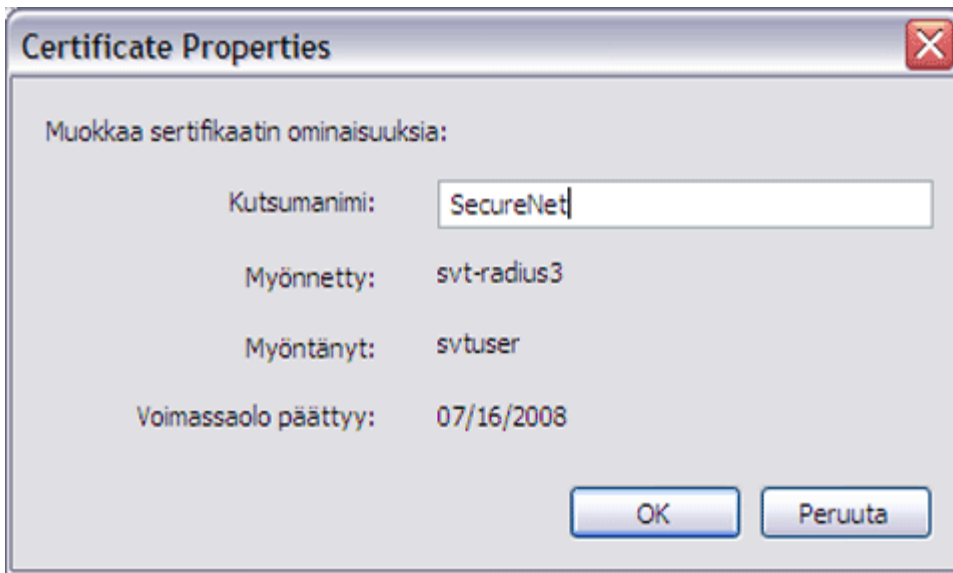 Certificate Properties
Muokkaa sertifikaatin ominaisuuksia:
Kutsumanimi: SecureNet
Myönnetty: svt-radius3
Myöntänyt: svtuser
Voimassaolo päättyy: 07/16/2008
OK Peruuta